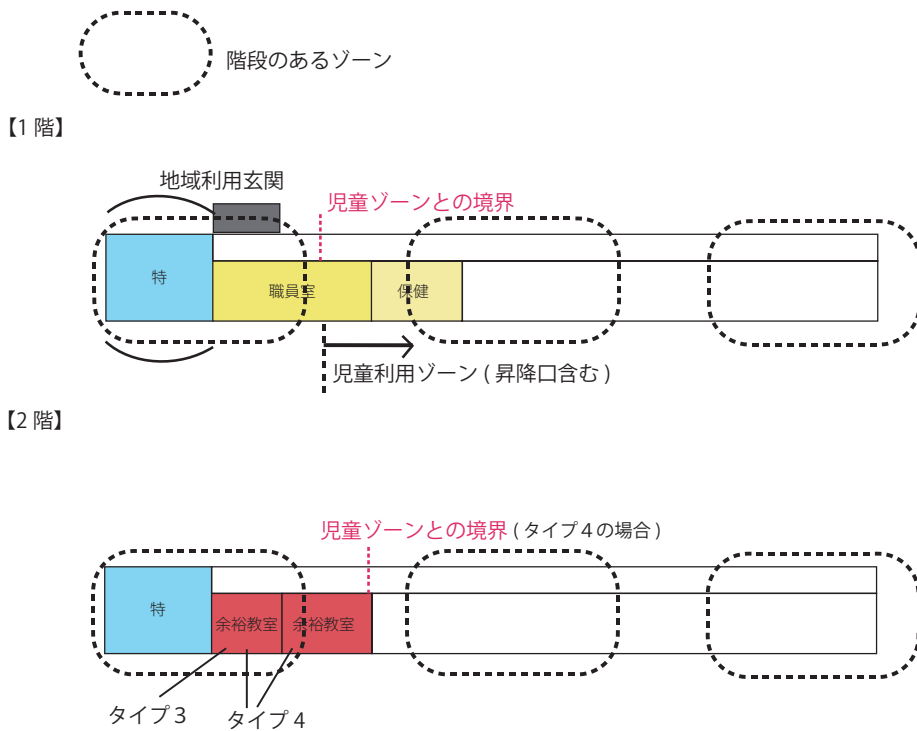 階段のあるゾーン
【1 階】
地域利用玄関
児童ゾーンとの境界
特
職員室
保健
児童利用ゾーン ( 昇降口含む )
【2 階】
児童ゾーンとの境界 ( タイプ４の場合 )
特
余裕教室
余裕教室
タイプ 3
タイプ 4